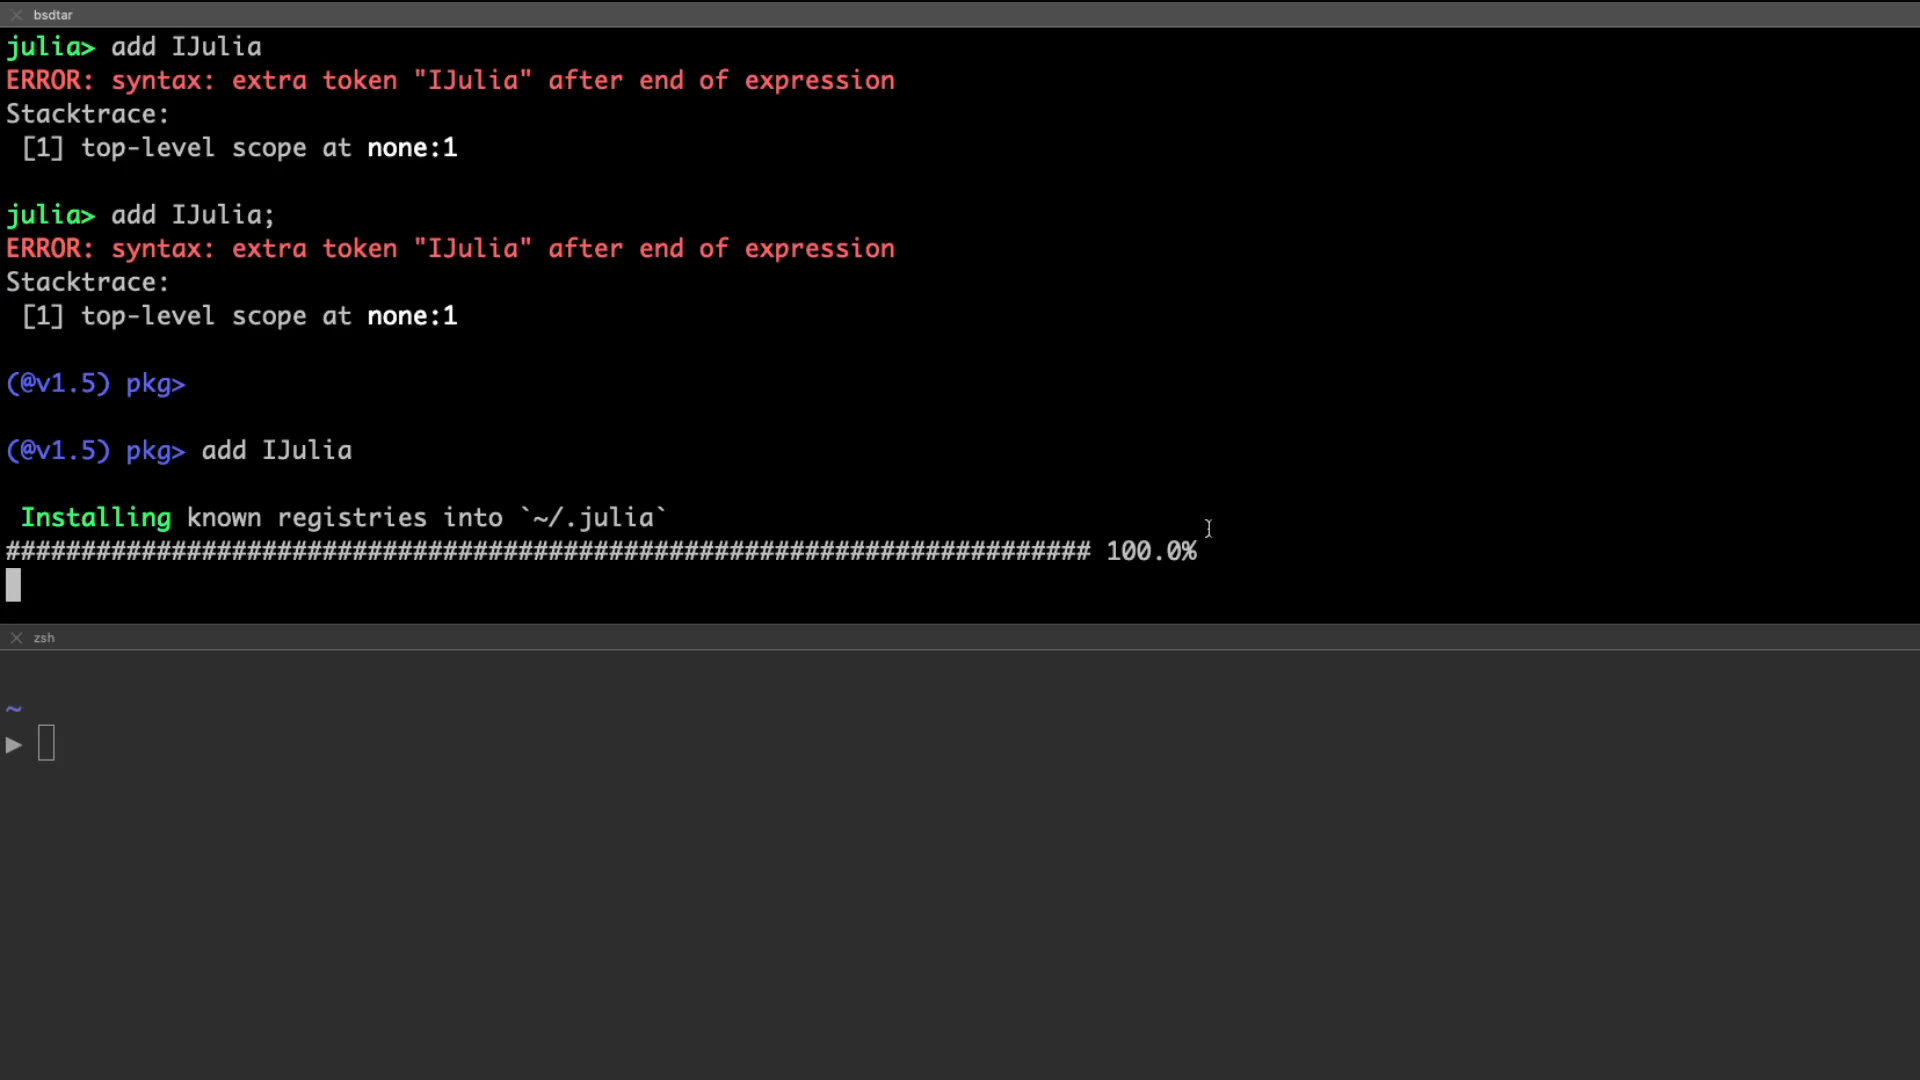 bsdtar
julia> add IJulia
ERROR: syntax: extra token "IJulia" after end of expression
Stacktrace:
 [1] top-level scope at none:1
julia> add IJulia;
ERROR: syntax: extra token "IJulia" after end of expression
Stacktrace:
 [1] top-level scope at none:1
(@v1.5) pkg>
(@v1.5) pkg> add IJulia
 Installing known registries into `~/.julia`
######################################################################## 100.0%
zsh
~
▶